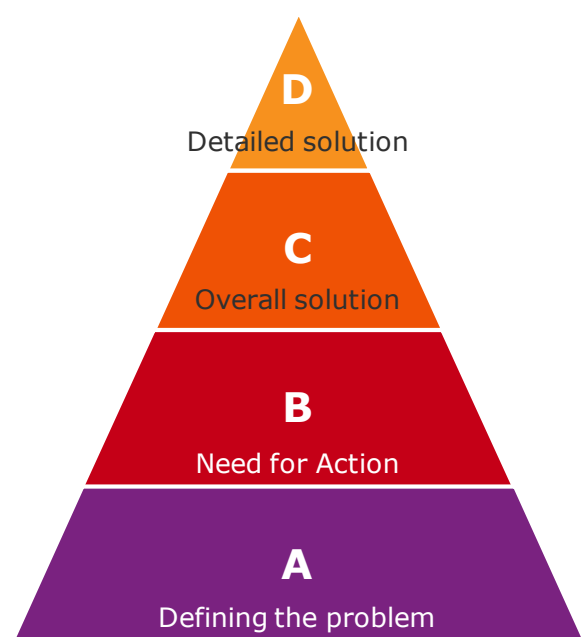 D
Detailed solution
C
Overall solution
B
Need for Action
A
Defining the problem